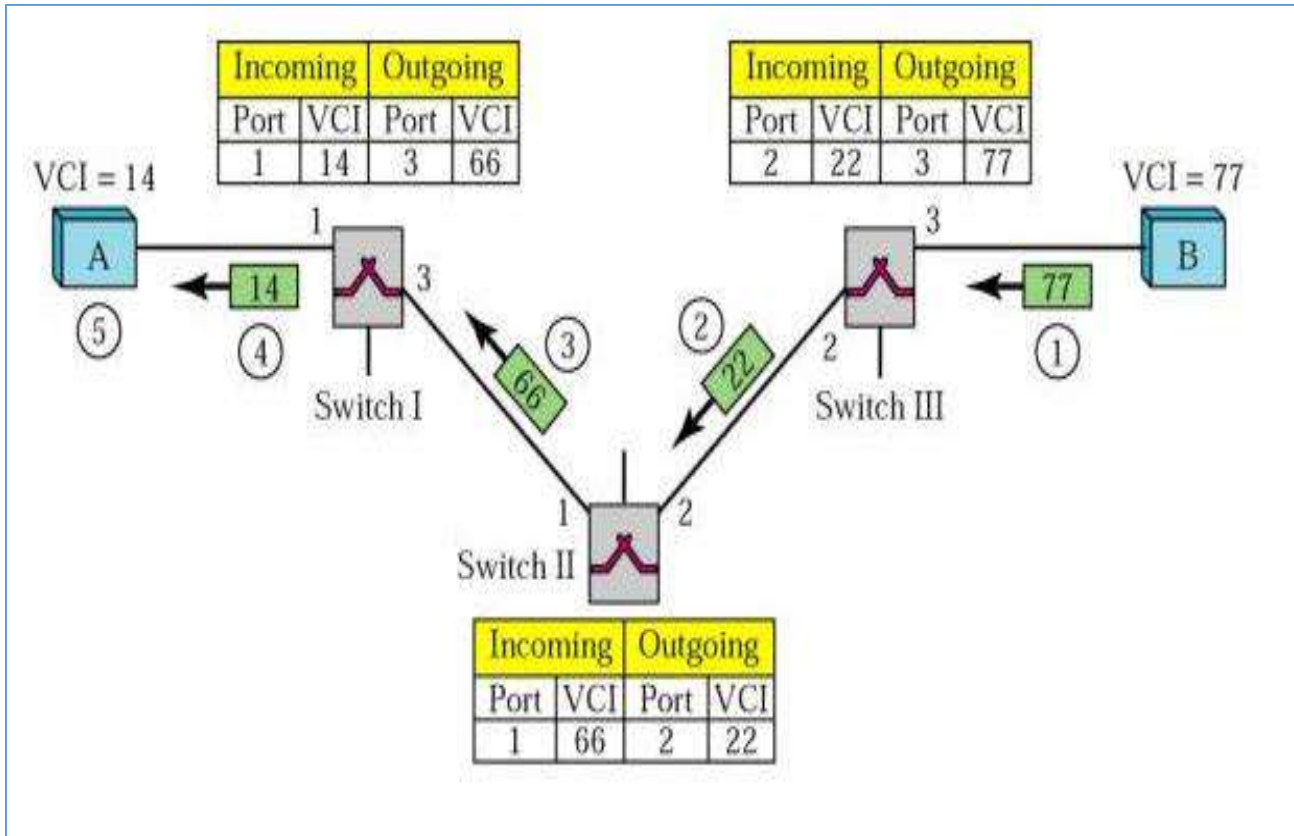 Incoming Outgoing
Port VCI Port VCI
1 14 3 66
Incoming Outgoing
Port VCI Port VCI
2 22 3 77
VCI = 14
VCI = 77
A
1
3
14
5
4
Switch I
3
66
2
22
3
2
77
1
B
Switch III
1
2
Switch II
Incoming Outgoing
Port VCI Port VCI
1 66 2 22